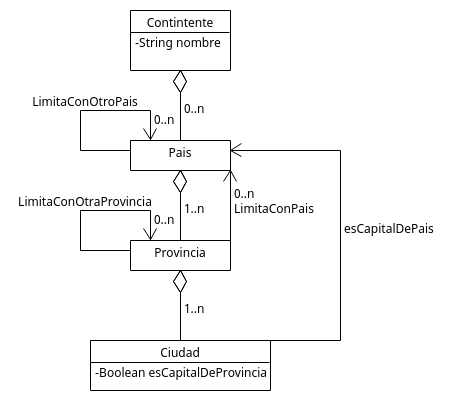 Contintente
-String nombre
LimitaConOtroPais
0..n
0..n
Pais
LimitaConOtraProvincia
0..n
1..n
0..n
LimitaConPais
esCapitalDePais
Provincia
1..n
Ciudad
-Boolean esCapitalDeProvincia